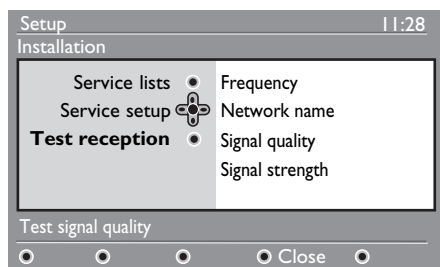 Setup 11:28
Installation
Service lists Frequency
Service setup Network name
Test reception Signal quality
Signal strength
Test signal quality
Close